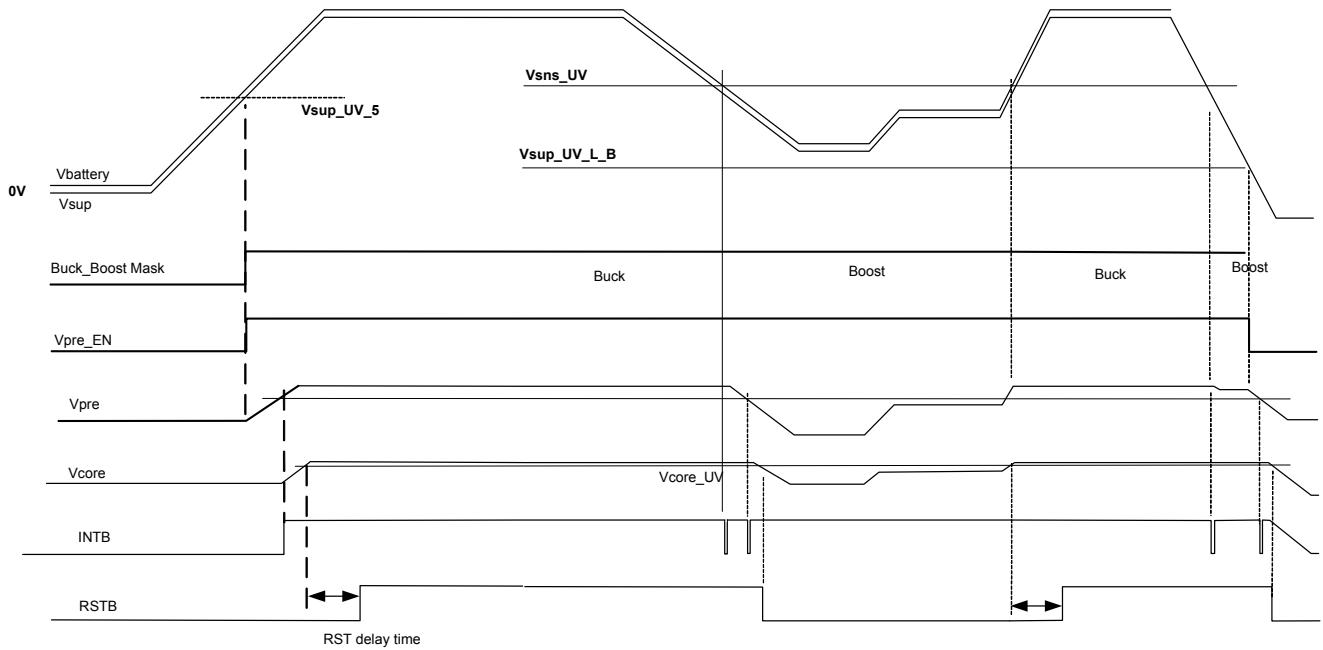 Vsns_UV
Vsup_UV_5
Vsup_UV_L_B
Vbattery
0V
Vsup
Buck_Boost Mask
Buck
Boost
Buck
Boost
Vpre_EN
Vpre
Vcore
Vcore_UV
INTB
RSTB
RST delay time